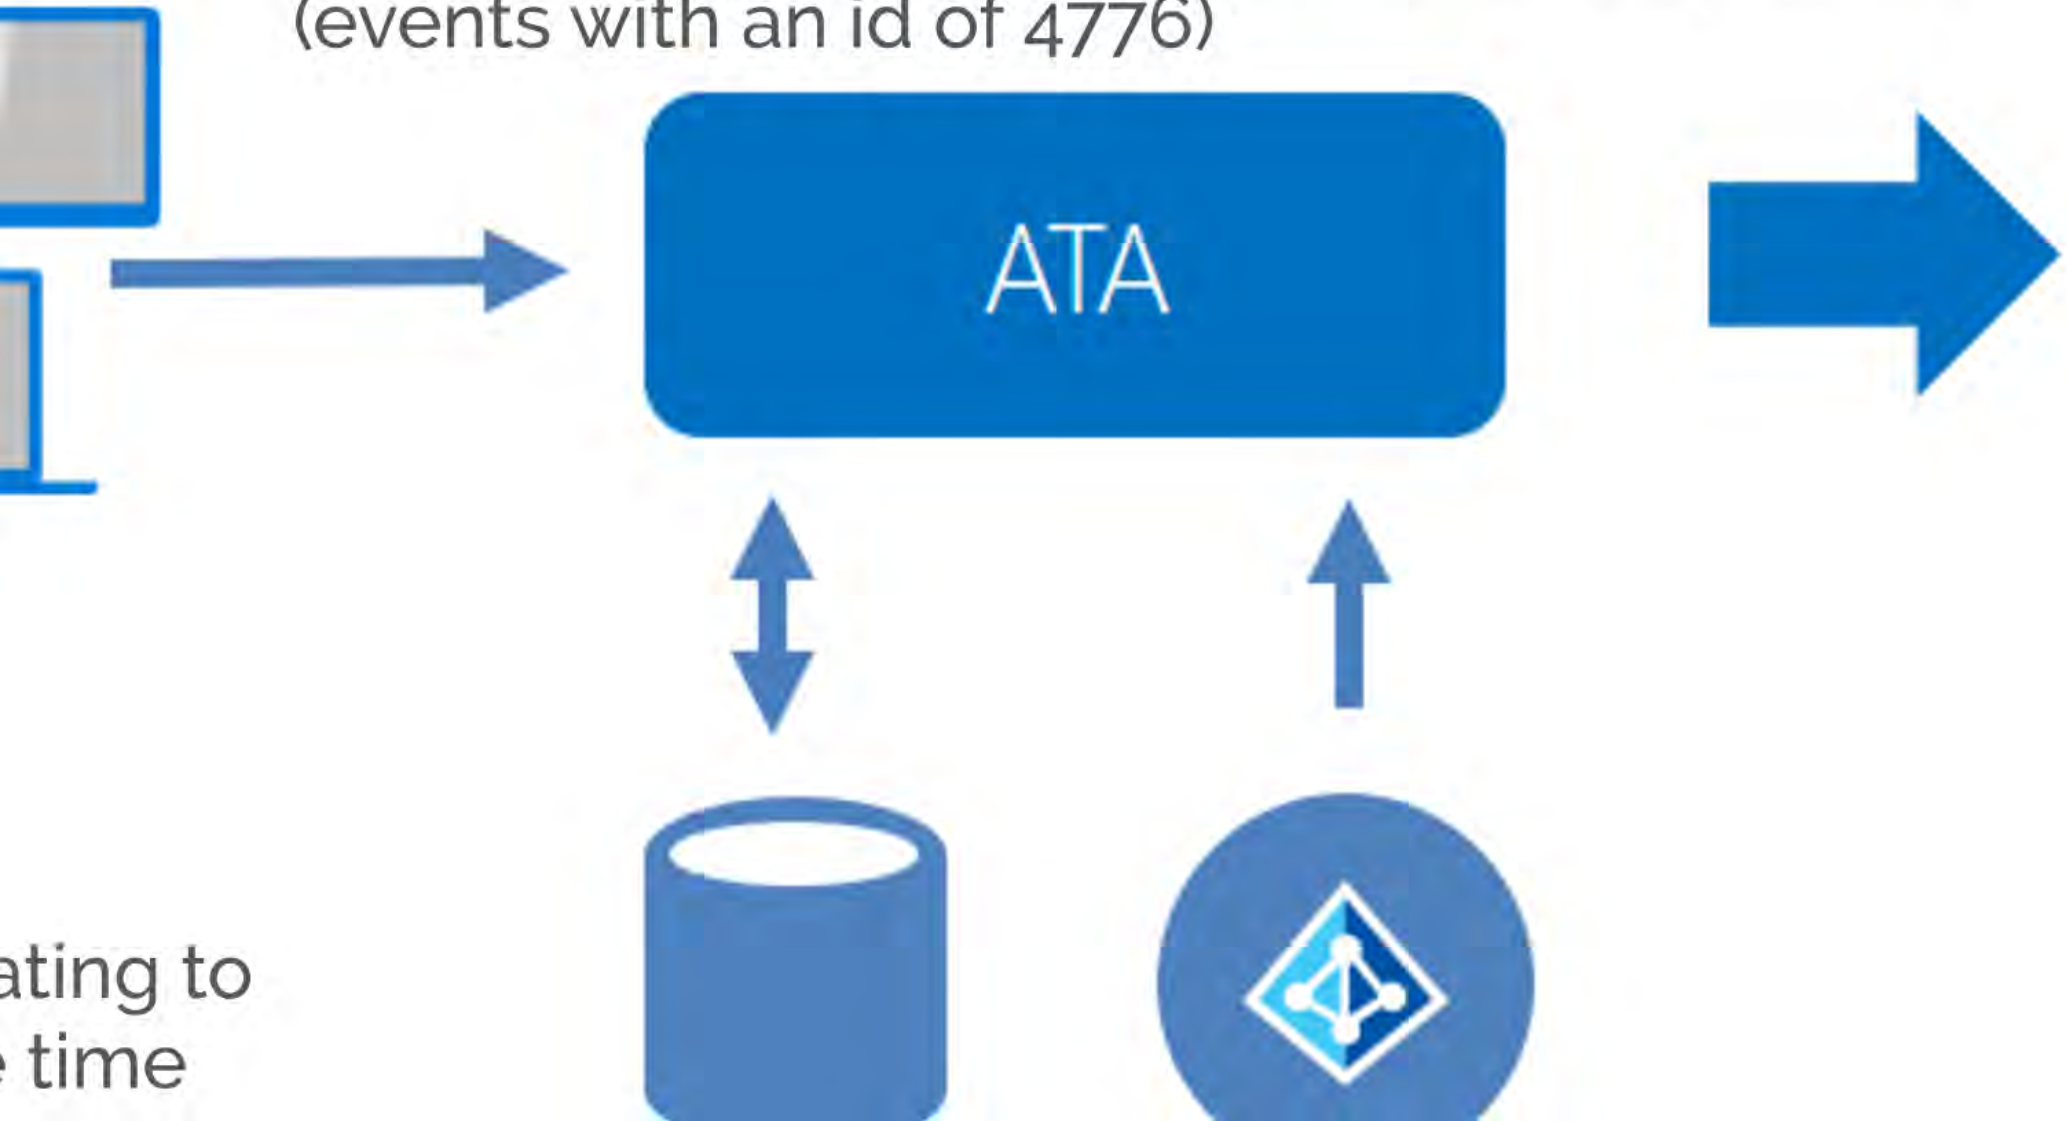 (events with an id of 4776)
ATA
ating to
time